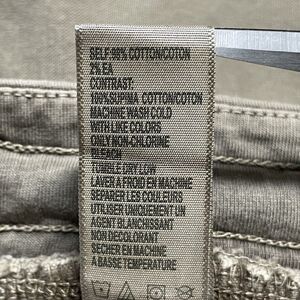 SELF 98% COTTON/COTON
2% EA
CONTRAST:
100%SUPIMA COTTON/COTON
MACHINE WASH COLD
WITH LIKE COLORS
ONLY NON-CHLORINE
BLEACH
TUMBLE DRY LOW
LAVER A FROID EN MACHINE
SEPARER LES COULEURS
UTILISER UNIQUEMENT UN
AGENT BLANCHISSANT
NON DECOLORANT
SECHER EN MACHINE
A BASSE TEMPERATURE